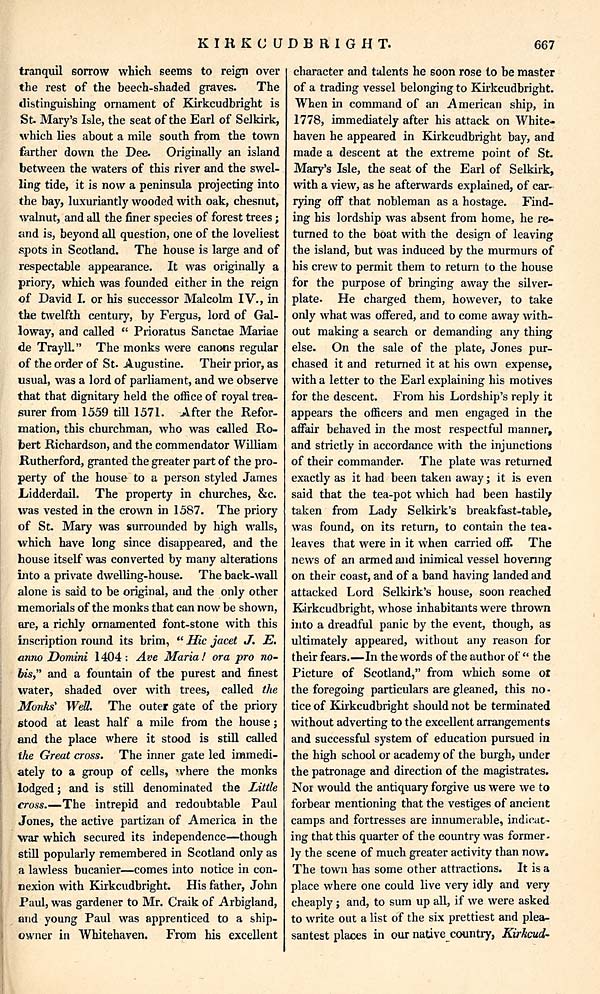 KIRKCUDBRIGHT.
667
tranquil sorrow which seems to reign over
the rest of the beech-shaded graves. The
distinguishing ornament of Kirkcudbright is
St. Mary's Isle, the seat of the Earl of Selkirk,
which lies about a mile south from the town
farther down the Dee. Originally an island
between the waters of this river and the swel-
ling tide, it is now a peninsula projecting into
the bay, luxuriantly wooded with oak, chesnut,
walnut, and all the finer species of forest trees;
and is, beyond all question, one of the loveliest
spots in Scotland. The house is large and of
respectable appearance. It was originally a
priory, which was founded either in the reign
of David I. or his successor Malcolm IV., in
the twelfth century, by Fergus, lord of Gal-
loway, and called " Prioratus Sanctae Mariae
de Trayll." The monks were canons regular
of the order of St. Augustine. Their prior, as
usual, was a lord of parliament, and we observe
that that dignitary held the office of royal trea-
surer from 1559 till 1571. After the Refor-
mation, this churchman, who was called Ro-
bert Richardson, and the commendator William
Rutherford, granted the greater part of the pro-
perty of the house to a person styled James
Lidderdail. The property in churches, &c.
was vested in the crown in 1587. The priory
of St. Mary was surrounded by high walls,
which have long since disappeared, and the
house itself was converted by many alterations
into a private dwelling-house. The back-wall
alone is said to be original, and the only other
memorials of the monks that can now be shown,
are, a richly ornamented font-stone with this
inscription round its brim, " Hic jacet J. E.
anno Domini 1404: Ave Maria! ora pro no-
bis," and a fountain of the purest and finest
water, shaded over with trees, called the
Monks' Well. The outer gate of the priory
stood at least half a mile from the house;
and the place where it stood is still called
the Great cross. The inner gate led immedi-
ately to a group of cells, where the monks
lodged; and is still denominated the Little
cross.—The intrepid and redoubtable Paul
Jones, the active partizan of America in the
war which secured its independence—though
still popularly remembered in Scotland only as
a lawless bucanier—comes into notice in con-
nexion with Kirkcudbright. His father, John
Paul, was gardener to Mr. Craik of Arbigland,
and young Paul was apprenticed to a ship-
owner in Whitehaven. From his excellent
character and talents he soon rose to be master
of a trading vessel belonging to Kirkcudbright.
When in command of an American ship, in
1778, immediately after his attack on White-
haven he appeared in Kirkcudbright bay, and
made a descent at the extreme point of St.
Mary's Isle, the seat of the Earl of Selkirk,
with a view, as he afterwards explained, of car-
rying off that nobleman as a hostage. Find-
ing his lordship was absent from home, he re-
turned to the boat with the design of leaving
the island, but was induced by the murmurs of
his crew to permit them to return to the house
for the purpose of bringing away the silver-
plate. He charged them, however, to take
only what was offered, and to come away with-
out making a search or demanding any thing
else. On the sale of the plate, Jones pur-
chased it and returned it at his own expense,
with a letter to the Earl explaining his motives
for the descent. From his Lordship's reply it
appears the officers and men engaged in the
affair behaved in the most respectful manner,
and strictly in accordance with the injunctions
of their commander. The plate was returned
exactly as it had been taken away; it is even
said that the tea-pot which had been hastily
taken from Lady Selkirk's breakfast-table,
was found, on its return, to contain the tea-
leaves that were in it when carried off. The
news of an armed and inimical vessel hovering
on their coast, and of a band having landed and
attacked Lord Selkirk's house, soon reached
Kirkcudbright, whose inhabitants were thrown
into a dreadful panic by the event, though, as
ultimately appeared, without any reason for
their fears.—In the words of the author of " the
Picture of Scotland," from which some of
the foregoing particulars are gleaned, this no-
tice of Kirkcudbright should not be terminated
without adverting to the excellent arrangements
and successful system of education pursued in
the high school or academy of the burgh, under
the patronage and direction of the magistrates.
Nor would the antiquary forgive us were we to
forbear mentioning that the vestiges of ancient
camps and fortresses are innumerable, indicat-
ing that this quarter of the country was former-
ly the scene of much greater activity than now.
The town has some other attractions. It is a
place where one could live very idly and very
cheaply; and, to sum up all, if we were asked
to write out a list of the six prettiest and plea-
santest places in our native country, Kirkcud-